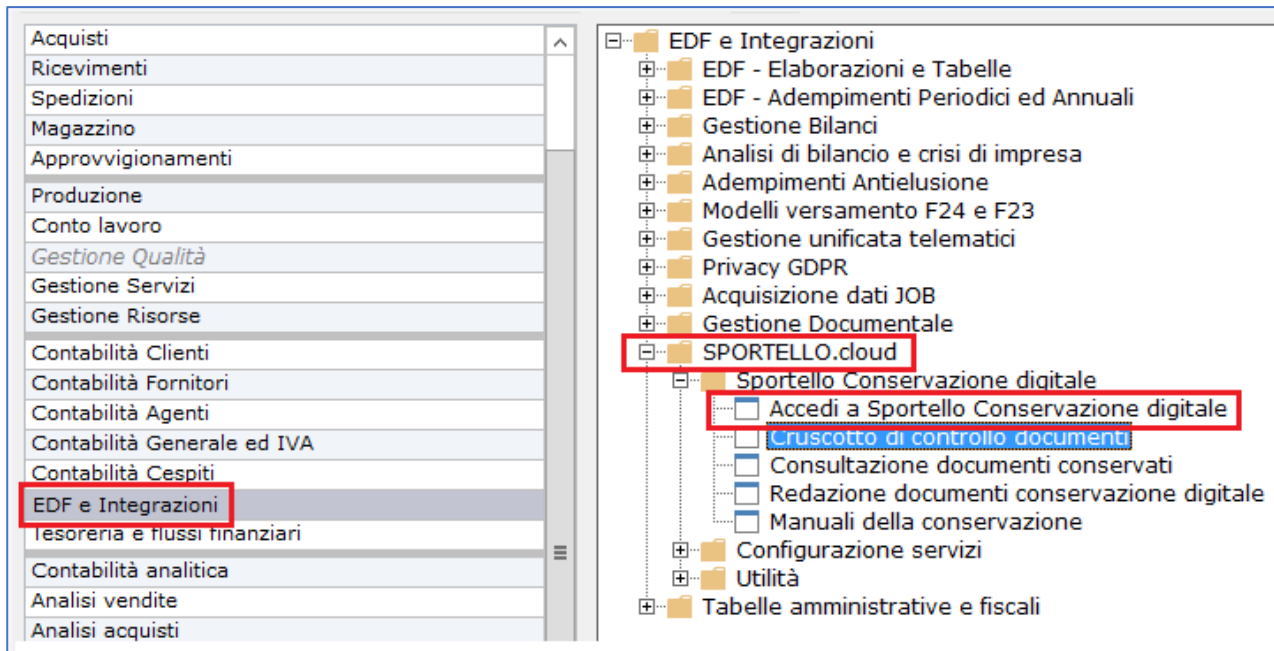 Acquisti
Ricevimenti
Spedizioni
Magazzino
Approvvigionamenti
Produzione
Conto lavoro
Gestione Qualità
Gestione Servizi
Gestione Risorse
Contabilità Clienti
Contabilità Fornitori
Contabilità Agenti
Contabilità Generale ed IVA
Contabilità Cespiti
EDF e Integrazioni
Tesoreria e flussi finanziari
Contabilità analitica
Analisi vendite
Analisi acquisti
EDF e Integrazioni
EDF - Elaborazioni e Tabelle
EDF - Adempimenti Periodici ed Annuali
Gestione Bilanci
Analisi di bilancio e crisi di impresa
Adempimenti Antielusione
Modelli versamento F24 e F23
Gestione unificata telematici
Privacy GDPR
Acquisizione dati JOB
Gestione Documentale
SPORTELLO.cloud
Sportello Conservazione digitale
Accedi a Sportello Conservazione digitale
Cruscotto di controllo documenti
Consultazione documenti conservati
Redazione documenti conservazione digitale
Manuali della conservazione
Configurazione servizi
Utilità
Tabelle amministrative e fiscali